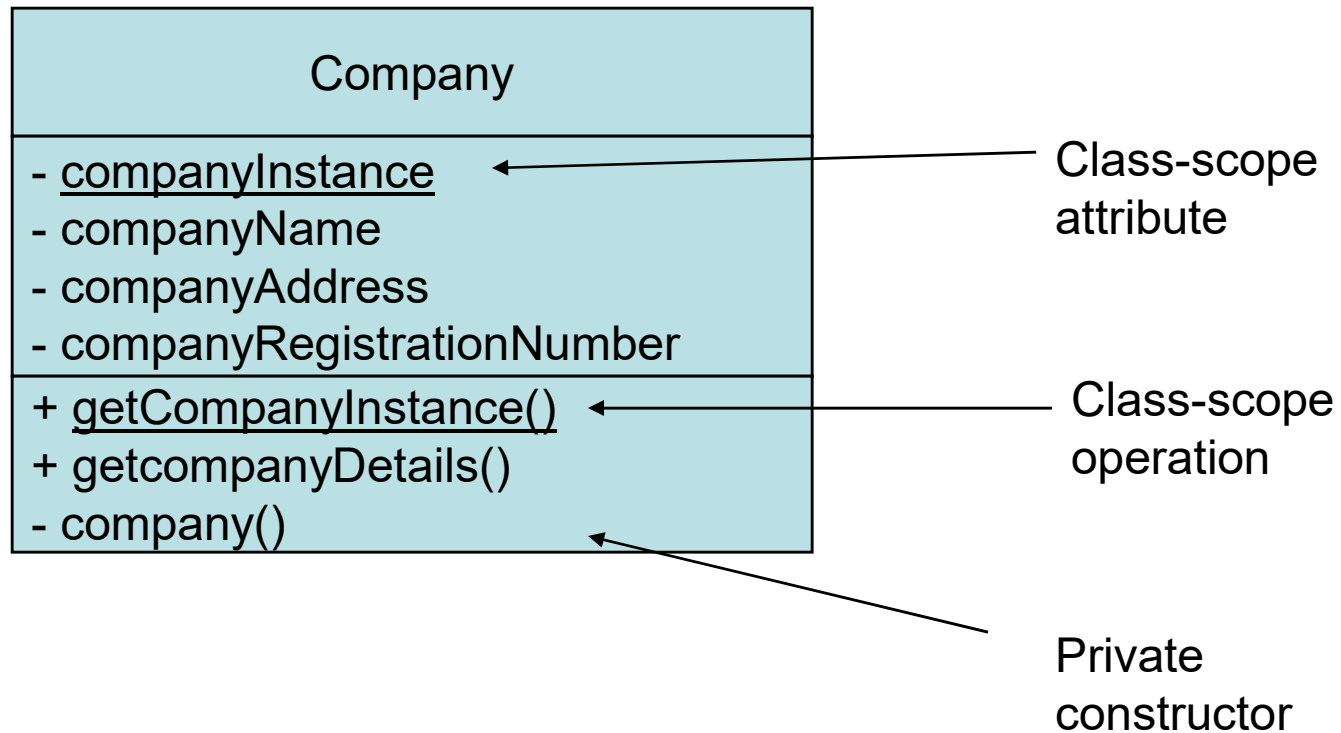 Company
- companyInstance
- companyName
- companyAddress
- companyRegistrationNumber
+ getCompanyInstance()
+ getcompanyDetails()
- company()
Class-scope
attribute
Class-scope
operation
Private
constructor